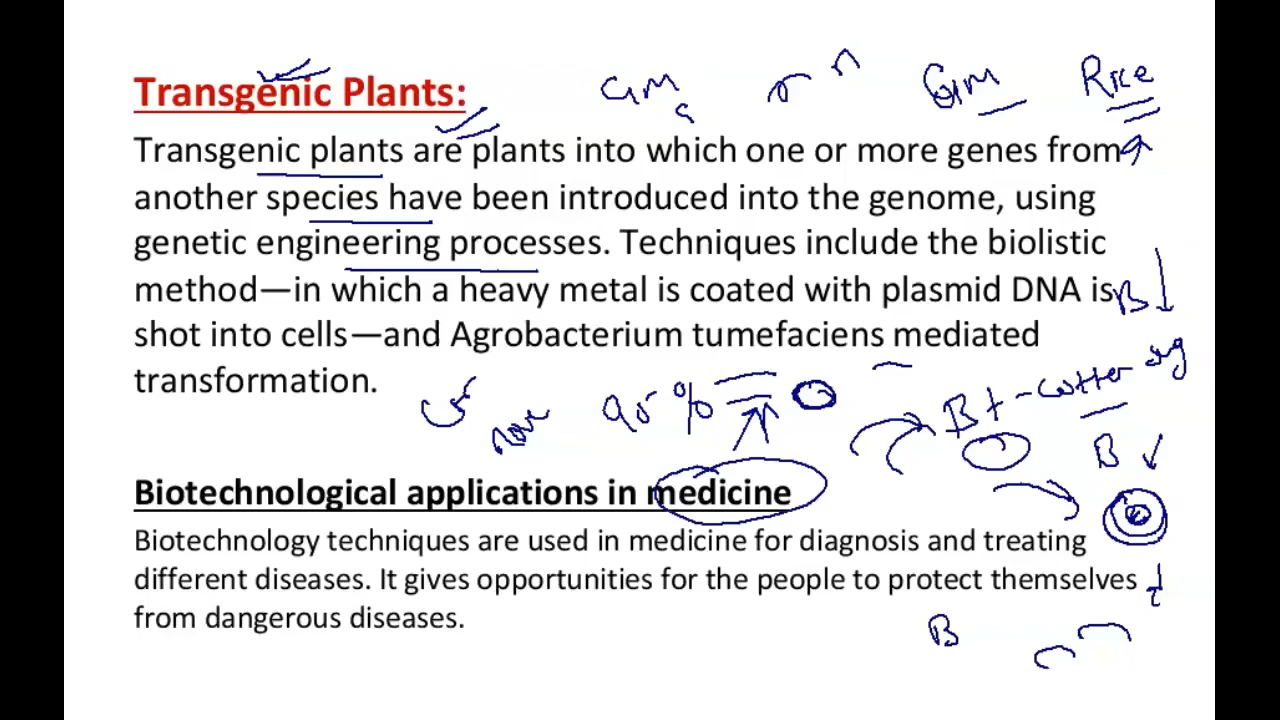 GM GM Rice
Transgenic Plants:
Transgenic plants are plants into which one or more genes from
another species have been introduced into the genome, using
genetic engineering processes. Techniques include the biolistic
method—in which a heavy metal is coated with plasmid DNA is
B
shot into cells—and Agrobacterium tumefaciens mediated
transformation.
95 %
Bt -
B
Biotechnological applications in medicine
Biotechnology techniques are used in medicine for diagnosis and treating
different diseases. It gives opportunities for the people to protect themselves
from dangerous diseases.
B